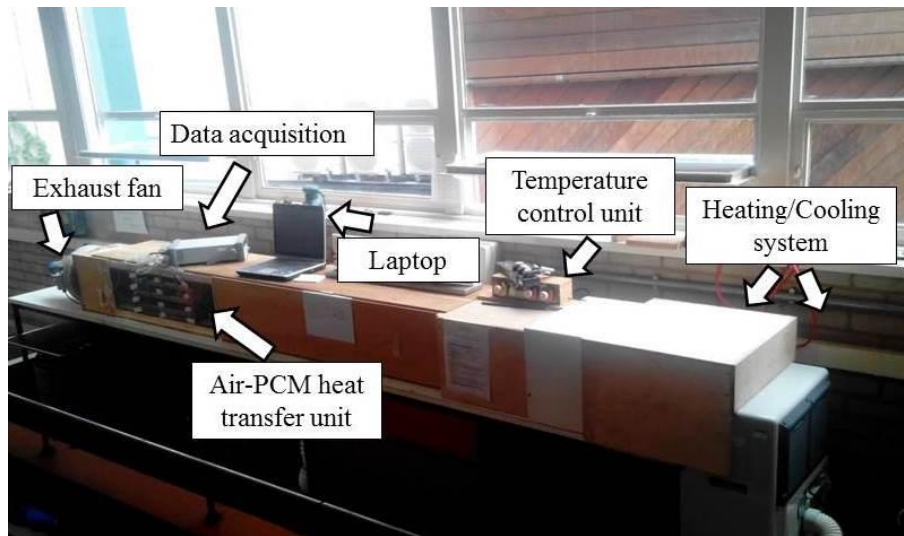 Data acquisition
Exhaust fan
Temperature
control unit
Heating/Cooling
system
Laptop
Air-PCM heat
transfer unit